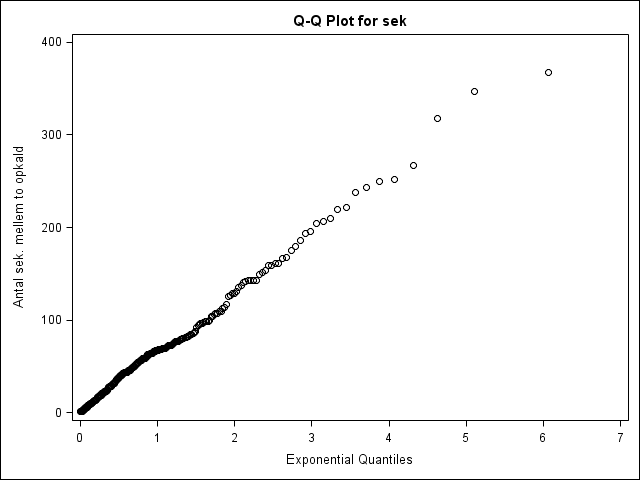 Q-Q Plot for sek
400
300
200
100
0
Antal sek. mellem to opkald
0 1 2 3 4 5 6 7
Exponential Quantiles